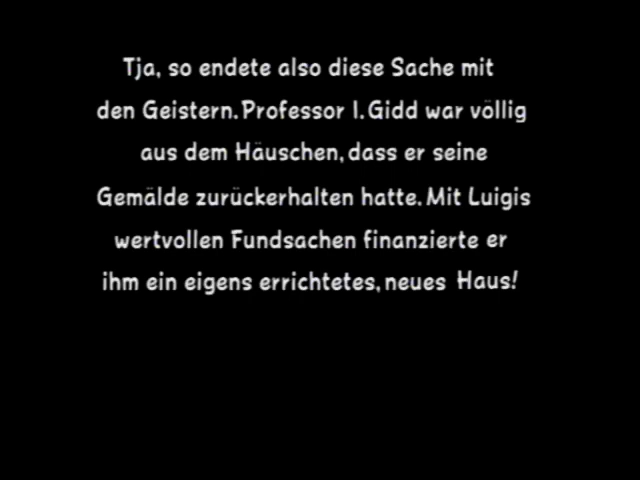 Tja, so endete also diese Sache mit
den Geistern. Professor I. Gidd war völlig
aus dem Häuschen, dass er seine
Gemälde zurückerhalten hatte. Mit Luigis
wertvollen Fundsachen finanzierte er
ihm ein eigens errichtetes, neues Haus!